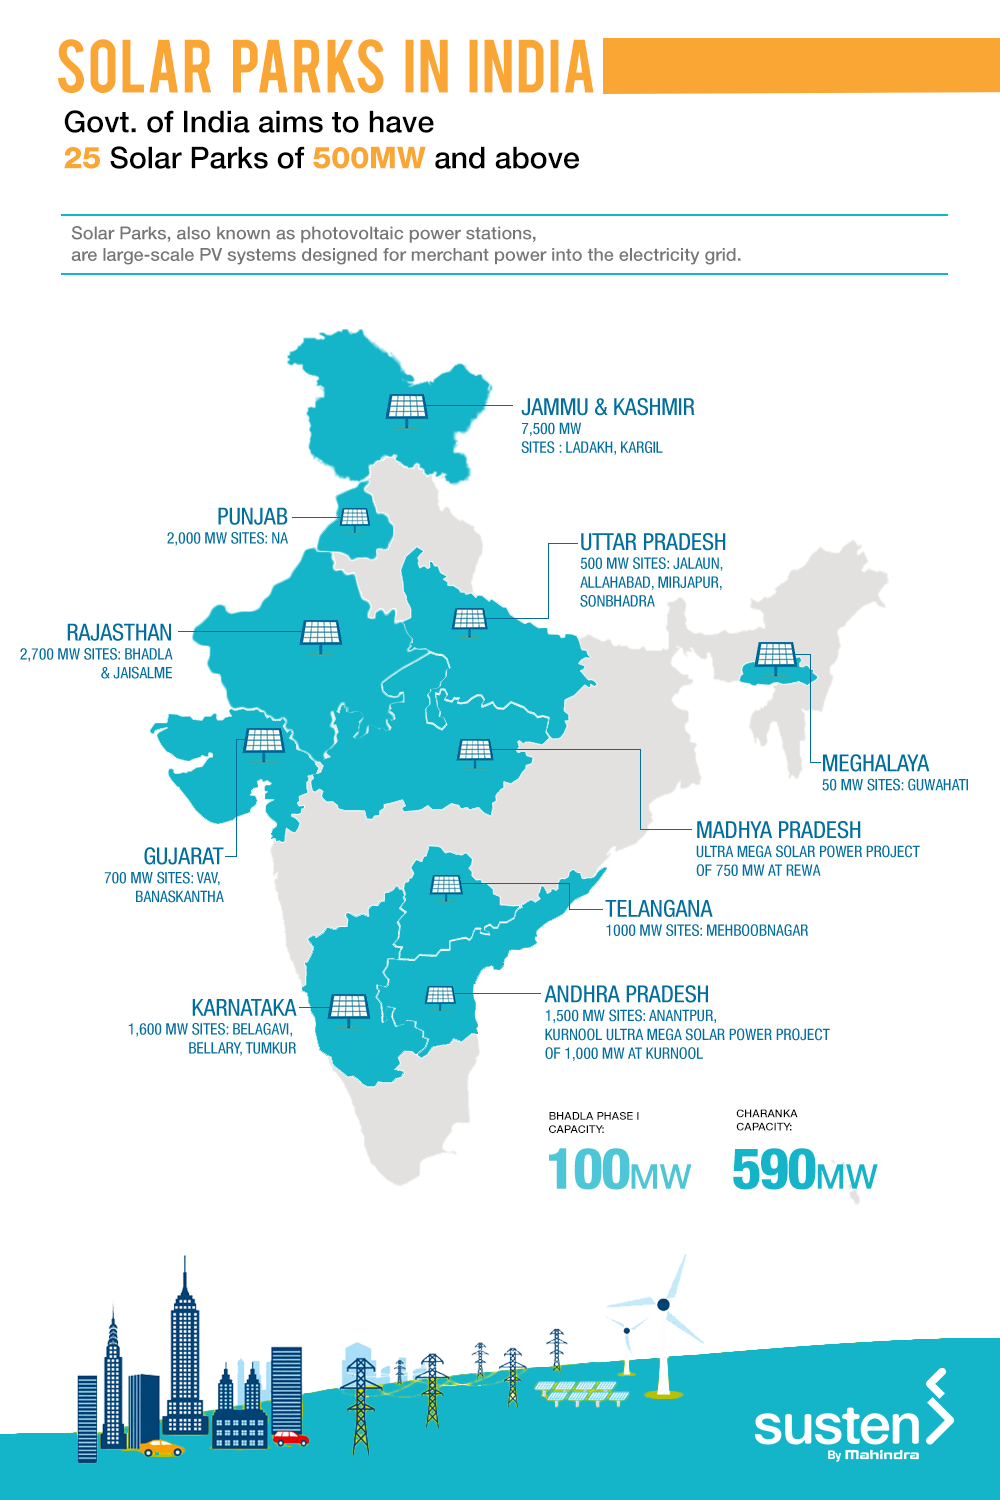 SOLAR PARKS IN INDIA
Govt. of India aims to have
25 Solar Parks of 500MW and above
Solar Parks, also known as photovoltaic power stations,
are large-scale PV systems designed for merchant power into the electricity grid.
JAMMU & KASHMIR
7,500 MW
SITES : LADAKH, KARGIL
PUNJAB
2,000 MW SITES: NA
UTTAR PRADESH
500 MW SITES: JALAUN,
ALLAHABAD, MIRJAPUR,
SONBHADRA
RAJASTHAN
2,700 MW SITES: BHADLA
& JAISALME
MEGHALAYA
50 MW SITES: GUWAHATI
MADHYA PRADESH
ULTRA MEGA SOLAR POWER PROJECT
OF 750 MW AT REWA
GUJARAT
700 MW SITES: VAV,
BANASKANTHA
TELANGANA
1000 MW SITES: MEHBOOBNAGAR
KARNATAKA
1,600 MW SITES: BELAGAVI,
BELLARY, TUMKUR
ANDHRA PRADESH
1,500 MW SITES: ANANTPUR,
KURNOOL ULTRA MEGA SOLAR POWER PROJECT
OF 1,000 MW AT KURNOOL
BHADLA PHASE I
CAPACITY:
100MW
CHARANKA
CAPACITY:
590MW
susten
By Mahindra